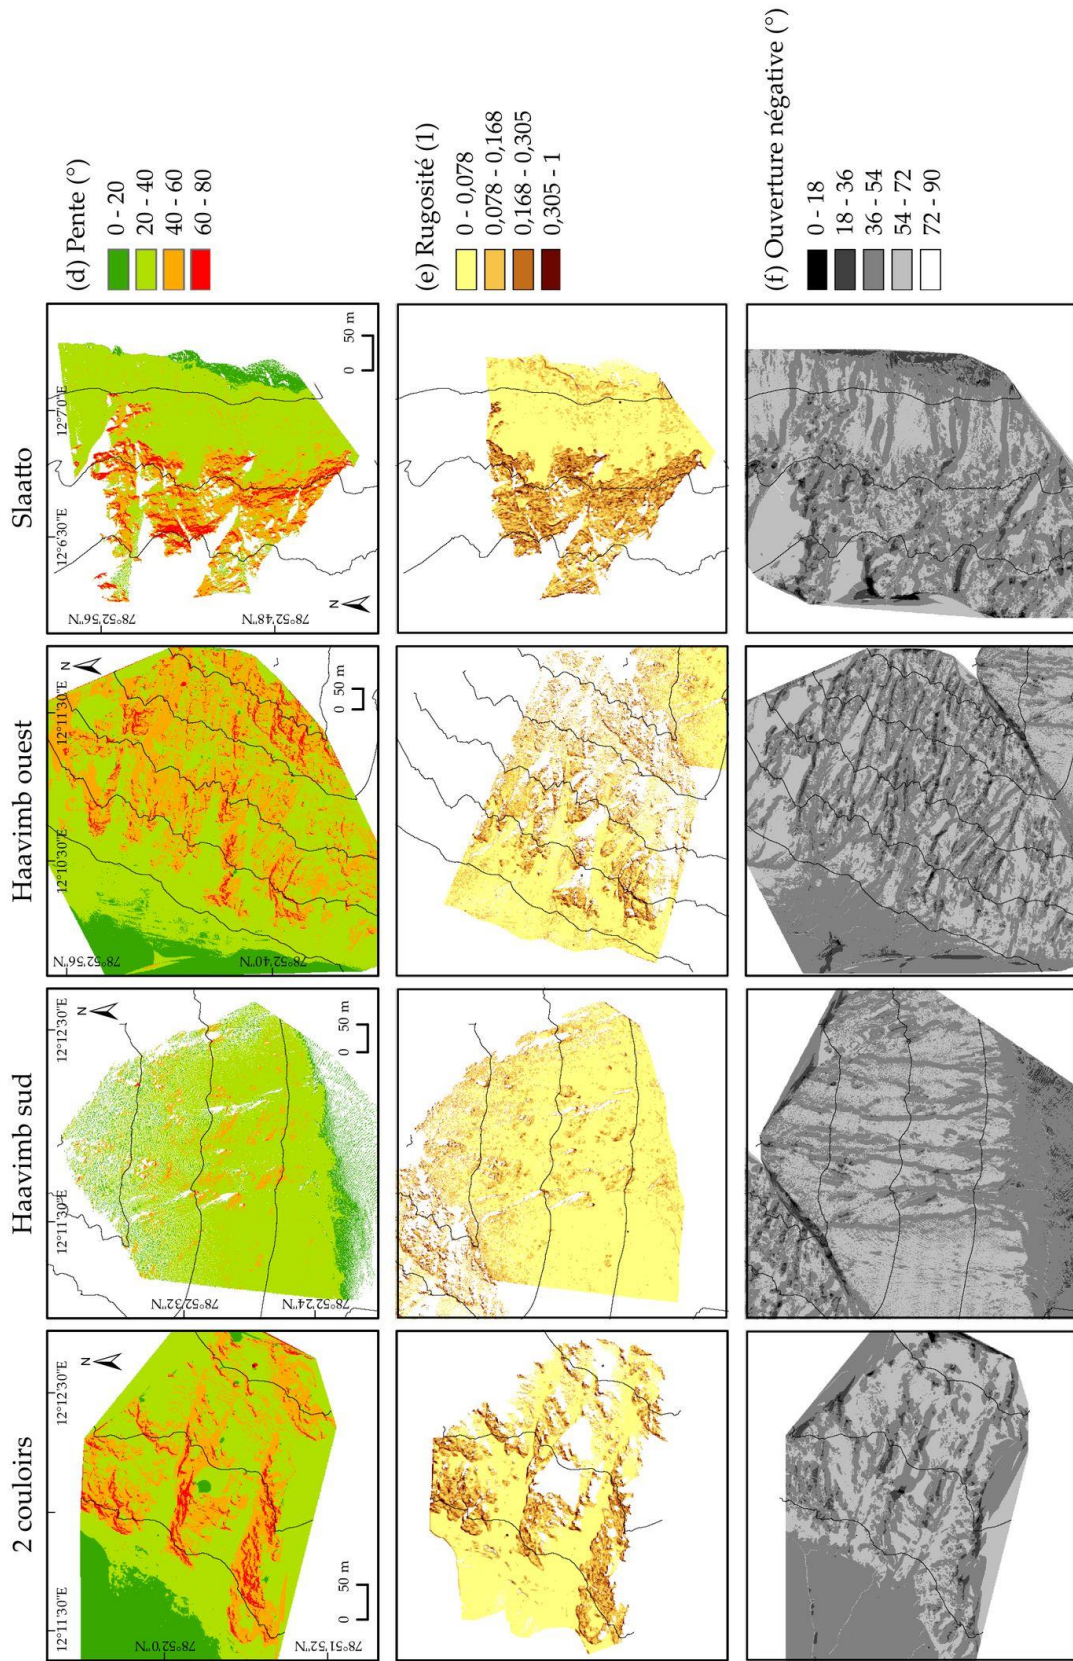 2 couloirs
Haavimb sud
Haavimb ouest
Slaatto
12°11'30"E
12°12'30"E
78°52'0"N
78°51'52"N
N
0 50 m
12°11'30"E
12°12'30"E
78°52'32"N
78°52'24"N
N
0 50 m
12°10'30"E
12°11'30"E
78°52'56"N
78°52'40"N
N
0 50 m
12°6'30"E
12°7'0"E
78°52'56"N
78°52'48"N
N
0 50 m
(d) Pente (°)
0 - 20
20 - 40
40 - 60
60 - 80
(e) Rugosité (1)
0 - 0,078
0,078 - 0,168
0,168 - 0,305
0,305 - 1
(f) Ouverture négative (°)
0 - 18
18 - 36
36 - 54
54 - 72
72 - 90